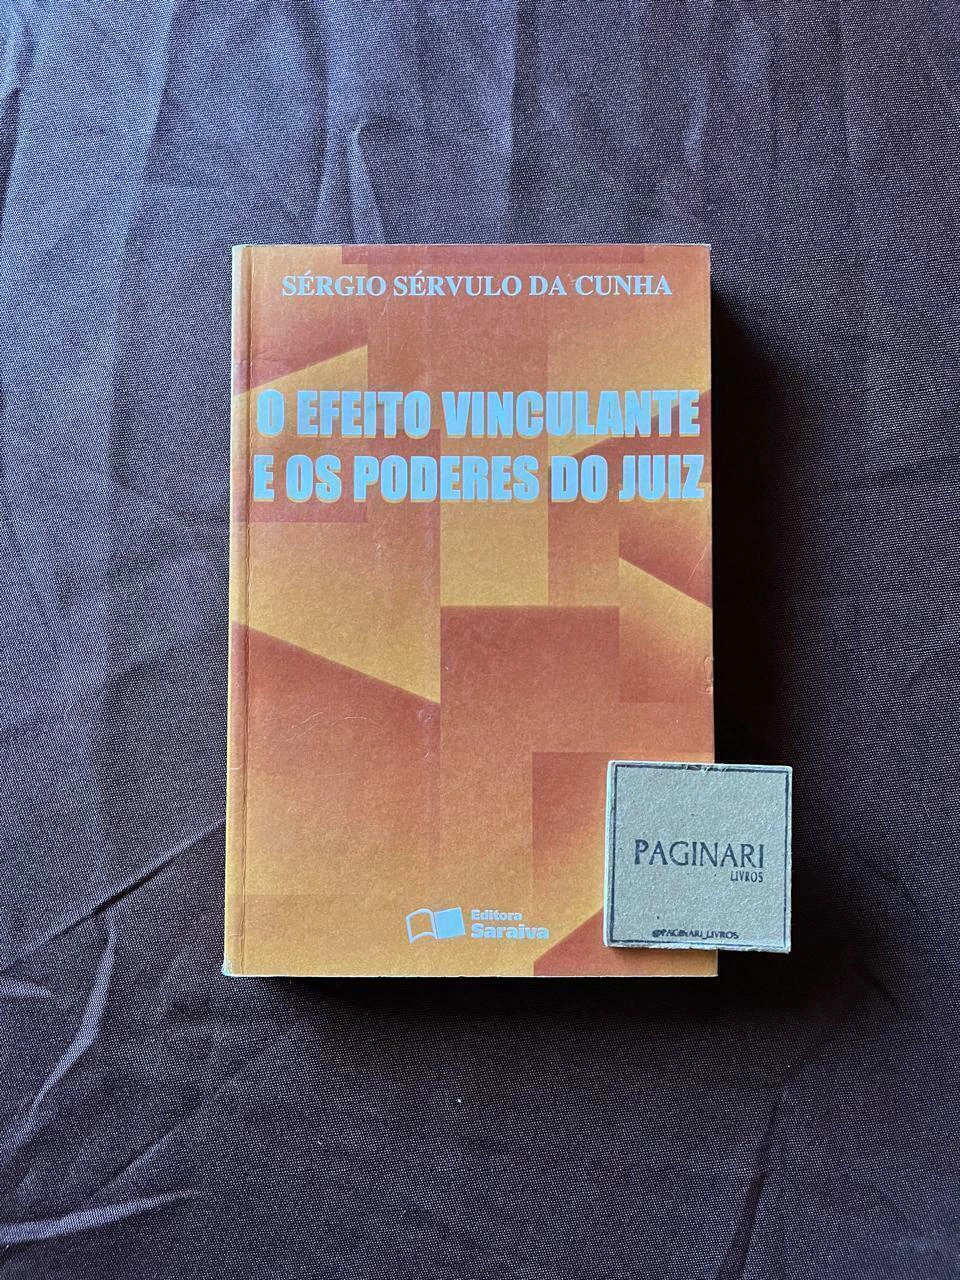 SÉRGIO SÉRVULO DA CUNHA
O EFEITO VINCULANTE
E OS PODERES DO JUIZ
Editora
Saraiva
PAGINARI
LIVROS
@PAGINARI_LIVROS